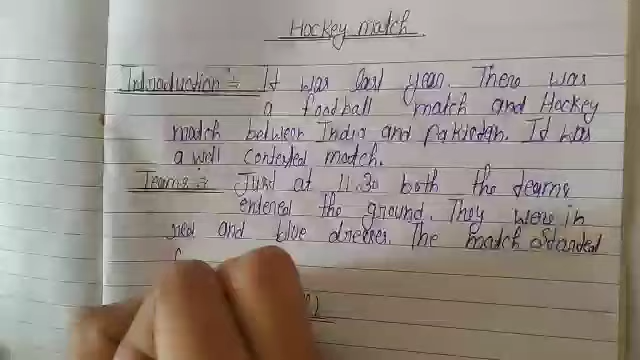 Hockey match.
Introduction :- It was last year. There was
a football match and Hockey
match between India and Pakistan. It was
a well contested match.
Teams :- Just at 11.30 both the teams
entered the ground. They were in
red and blue dresses. The match started